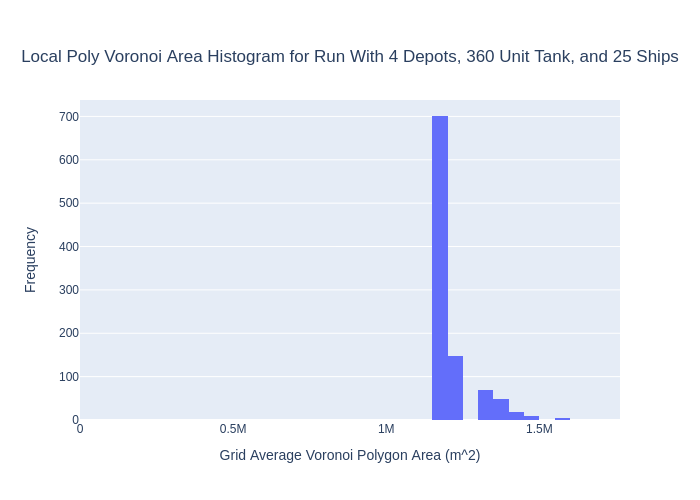 Local Poly Voronoi Area Histogram for Run With 4 Depots, 360 Unit Tank, and 25 Ships
700
600
500
400
300
200
100
0
Frequency
0 0.5M 1M 1.5M
Grid Average Voronoi Polygon Area (m^2)